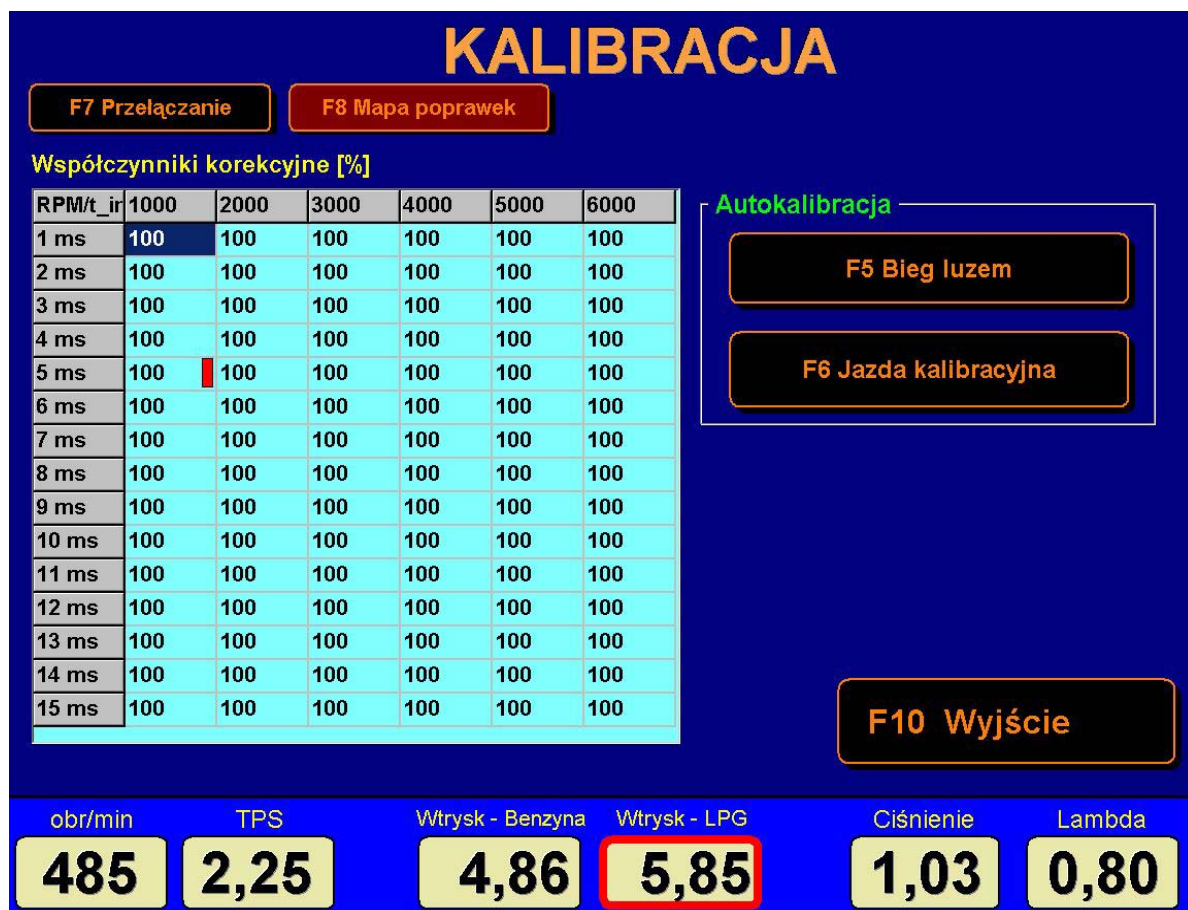 KALIBRACJA
F7 Przełączanie F8 Mapa poprawek
Współczynniki korekcyjne [%]
RPM/t_ir 1000 2000 3000 4000 5000 6000
1 ms 100 100 100 100 100 100
2 ms 100 100 100 100 100 100
3 ms 100 100 100 100 100 100
4 ms 100 100 100 100 100 100
5 ms 100 100 100 100 100 100
6 ms 100 100 100 100 100 100
7 ms 100 100 100 100 100 100
8 ms 100 100 100 100 100 100
9 ms 100 100 100 100 100 100
10 ms 100 100 100 100 100 100
11 ms 100 100 100 100 100 100
12 ms 100 100 100 100 100 100
13 ms 100 100 100 100 100 100
14 ms 100 100 100 100 100 100
15 ms 100 100 100 100 100 100
Autokalibracja
F5 Bieg luzem
F6 Jazda kalibracyjna
F10 Wyjście
obr/min TPS Wtrysk - Benzyna Wtrysk - LPG Ciśnienie Lambda
485 2,25 4,86 5,85 1,03 0,80